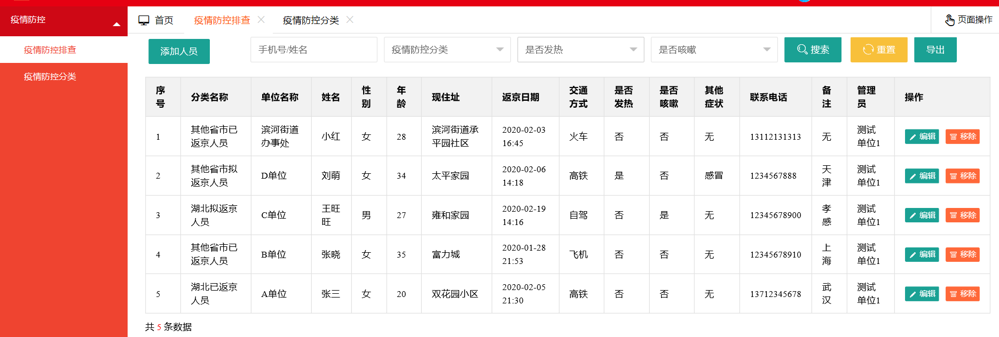 疫情防控
首页
疫情防控排查
疫情防控分类
页面操作
疫情防控排查
疫情防控分类
添加人员
手机号/姓名
疫情防控分类
是否发热
是否咳嗽
搜索
重置
导出
序号 分类名称 单位名称 姓名 性别 年龄 现住址 返京日期 交通方式 是否发热 是否咳嗽 其他症状 联系电话 备注 管理员 操作
1 其他省市已返京人员 滨河街道办事处 小红 女 28 滨河街道承平园社区 2020-02-03 16:45 火车 否 否 无 13112131313 无 测试单位1 编辑 移除
2 其他省市拟返京人员 D单位 刘萌 女 34 太平家园 2020-02-06 14:18 高铁 是 否 感冒 1234567888 天津 测试单位1 编辑 移除
3 湖北拟返京人员 C单位 王旺旺 男 27 雍和家园 2020-02-19 14:16 自驾 否 是 无 12345678900 孝感 测试单位1 编辑 移除
4 其他省市已返京人员 B单位 张晓 女 35 富力城 2020-01-28 21:53 飞机 否 否 无 12345678910 上海 测试单位1 编辑 移除
5 湖北已返京人员 A单位 张三 女 20 双花园小区 2020-02-05 21:30 高铁 否 否 无 13712345678 武汉 测试单位1 编辑 移除
共 5 条数据